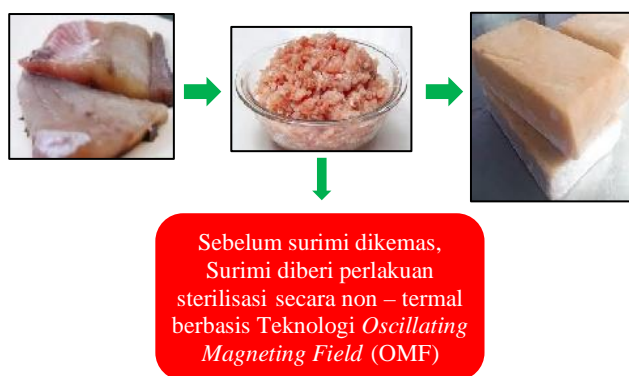 Sebelum surimi dikemas,
Surimi diberi perlakuan
sterilisasi secara non – termal
berbasis Teknologi Oscillating
Magneting Field (OMF)